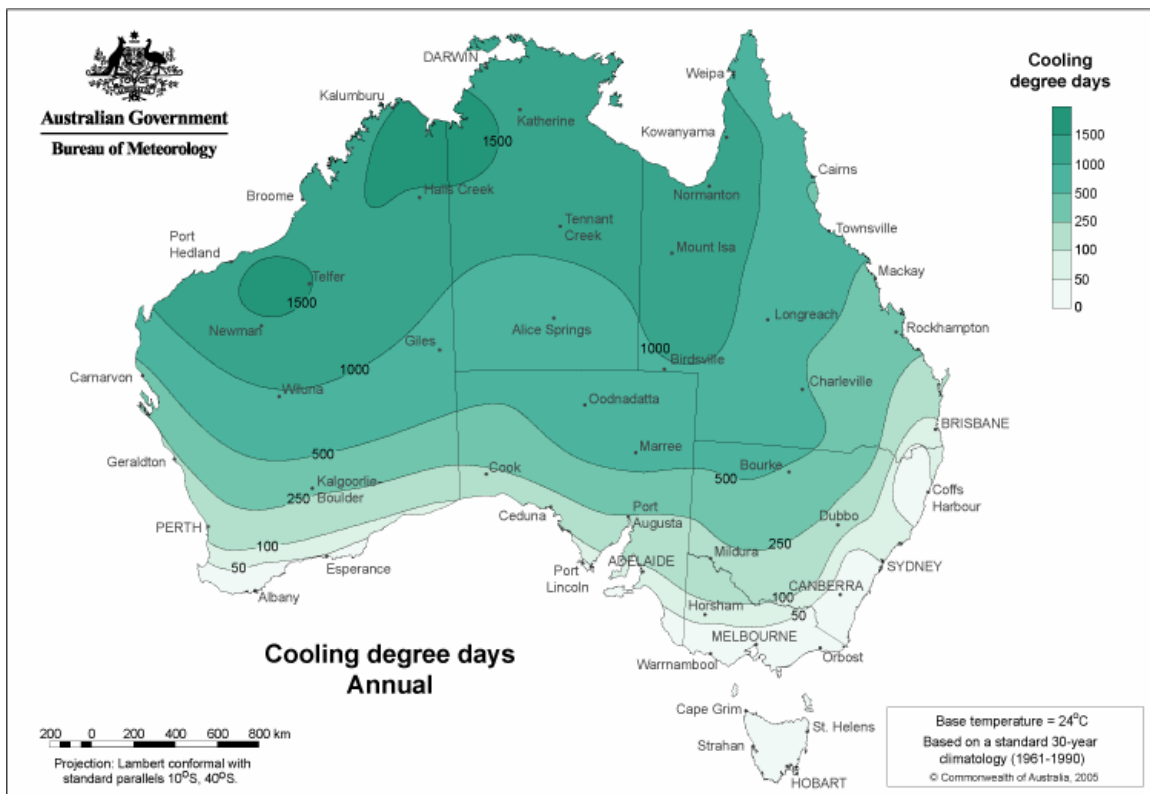 Australian Government
Bureau of Meteorology
DARWIN
Kalumburu
Katherine
1500
Weipa
Kowanyama
Cooling
degree days
1500
1000
500
250
100
50
0
Broome
Halls Creek
Normanton
Cairns
Port
Hedland
Tennant
Creek
Mount Isa
Townsville
Telfer
1500
Mackay
Newman
Giles
Alice Springs
Longreach
Rockhampton
1000
Birdsville
Carnarvon
Wiluna
1000
Oodnadatta
Charleville
BRISBANE
Geraldton
500
Marree
Bourke
500
Kalgoorlie-
Boulder
250
Cook
Coffs
Harbour
PERTH
Ceduna
Port
Augusta
Dubbo
100
250
50
Esperance
Mildura
SYDNEY
Albany
Port
Lincoln
ADELAIDE
CANBERRA
100
Horsham
50
MELBOURNE
Warrnambool
Orbost
Cooling degree days
Annual
Cape Grim
St. Helens
Strahan
HOBART
200 0 200 400 600 800 km
Projection: Lambert conformal with
standard parallels 10°S, 40°S.
Base temperature = 24°C
Based on a standard 30-year
climatology (1961-1990)
© Commonwealth of Australia, 2005